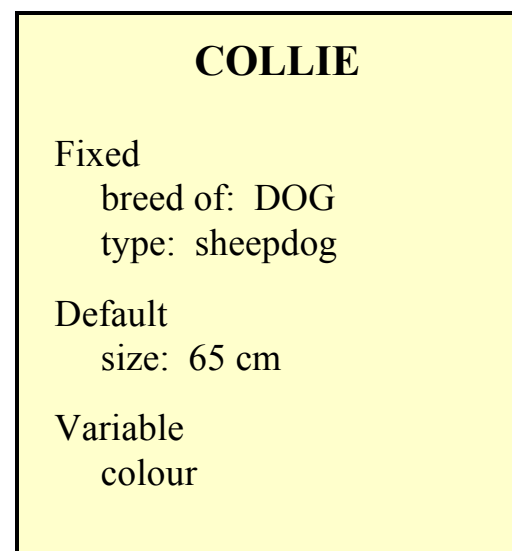 COLLIE
Fixed
breed of: DOG
type: sheepdog
Default
size: 65 cm
Variable
colour